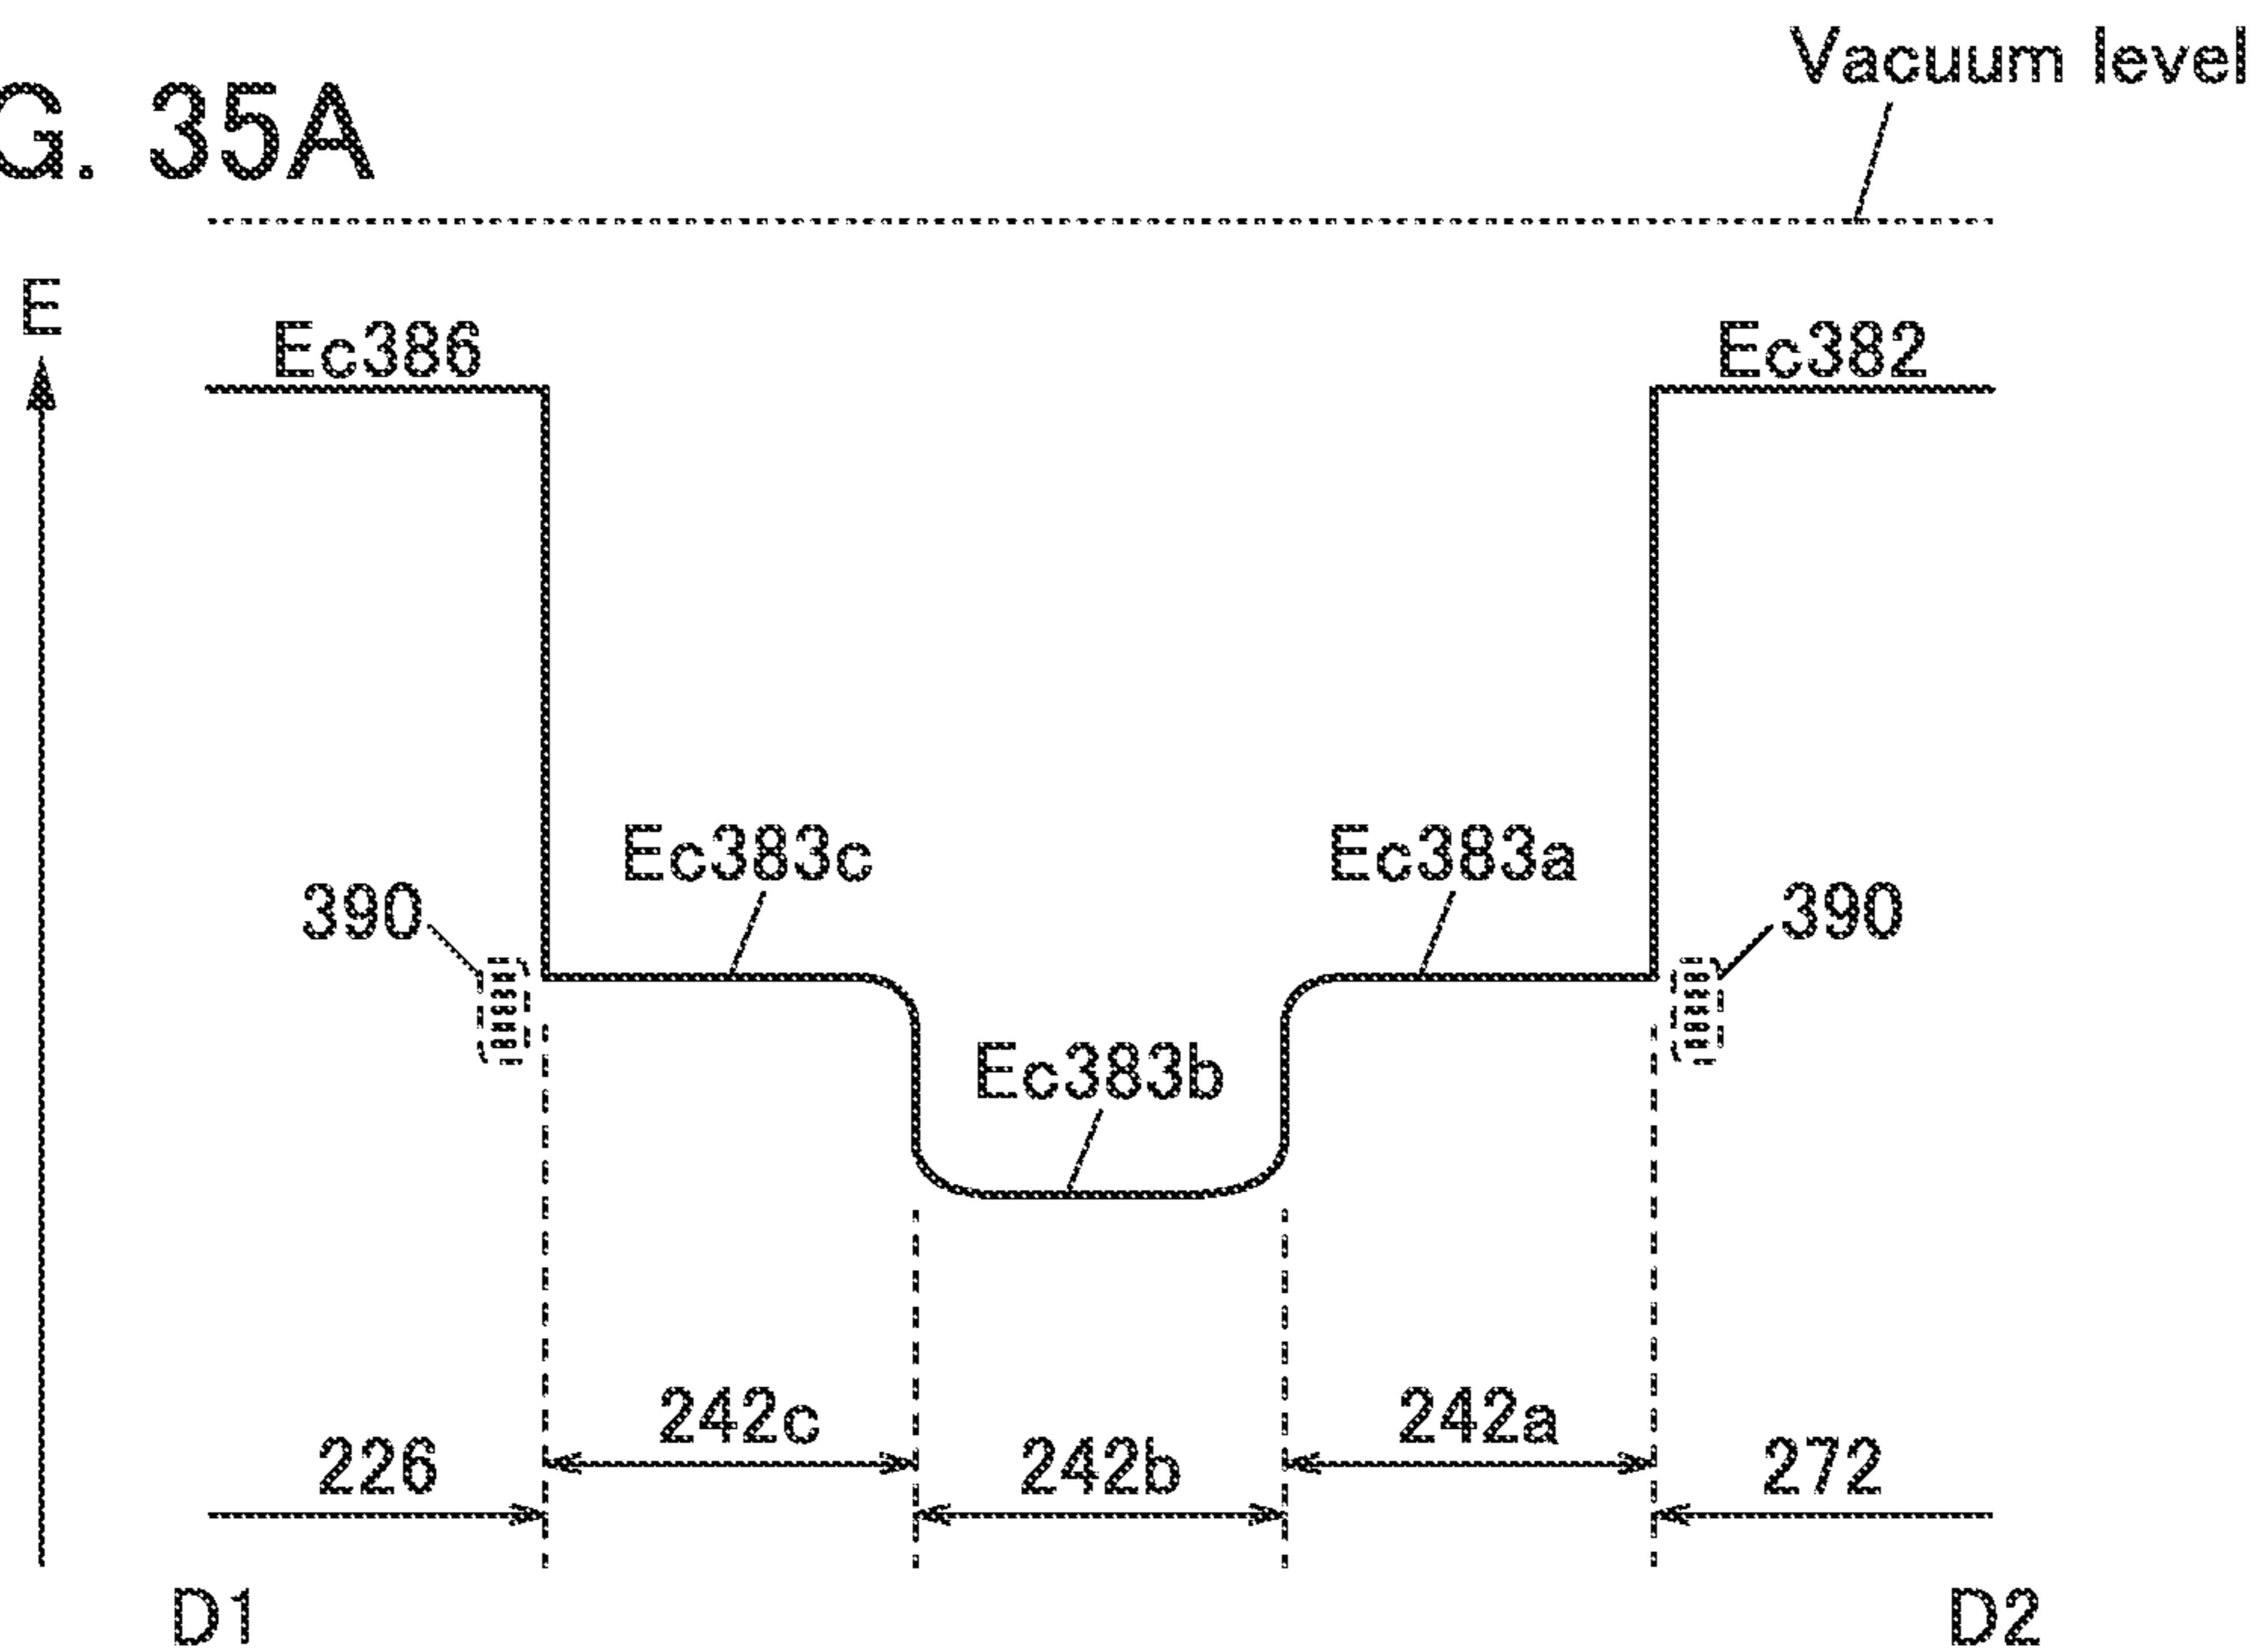 G. 35A
Vacuum level
E
Ec386
Ec382
Ec383c
Ec383a
390
390
Ec383b
242c
242a
226
242b
272
D1
D2